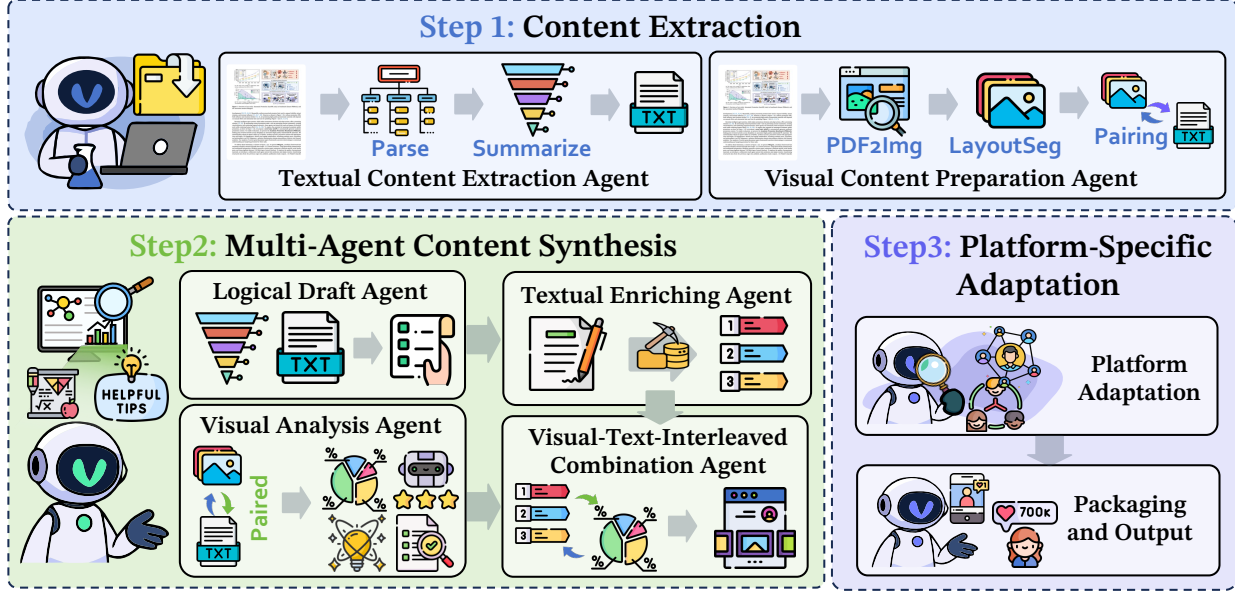 Step 1: Content Extraction
Parse
Summarize
TXT
Textual Content Extraction Agent
PDF2Img
LayoutSeg
Pairing
TXT
Visual Content Preparation Agent
Step2: Multi-Agent Content Synthesis
HELPFUL
TIPS
√x
Logical Draft Agent
TXT
Textual Enriching Agent
1
2
3
Visual Analysis Agent
Paired
TXT
%
%
%
%
Visual-Text-Interleaved
Combination Agent
1
2
3
%
%
%
%
Step3: Platform-Specific
Adaptation
Platform
Adaptation
700K
Packaging
and Output